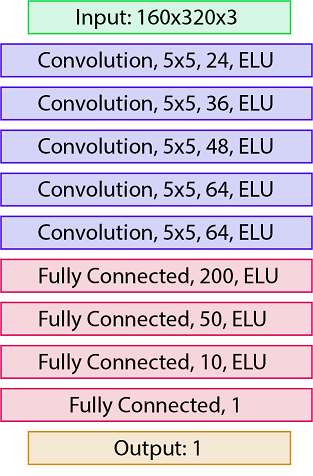 Input: 160x320x3
Convolution, 5x5, 24, ELU
Convolution, 5x5, 36, ELU
Convolution, 5x5, 48, ELU
Convolution, 5x5, 64, ELU
Convolution, 5x5, 64, ELU
Fully Connected, 200, ELU
Fully Connected, 50, ELU
Fully Connected, 10, ELU
Fully Connected, 1
Output: 1